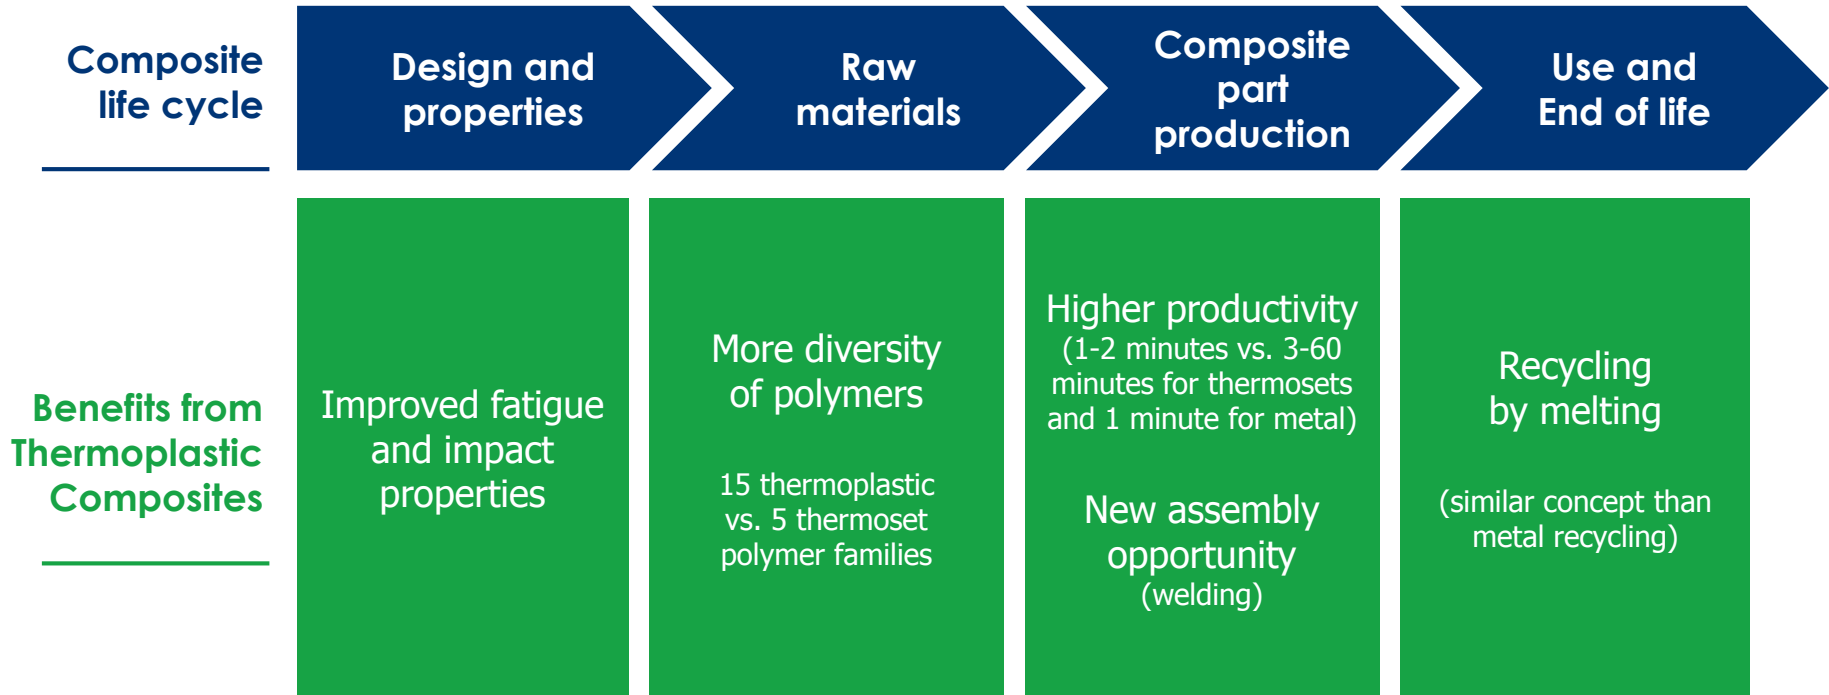 Composite
life cycle
Design and
properties
Raw
materials
Composite
part
production
Use and
End of life
Benefits from
Thermoplastic
Composites
Improved fatigue
and impact
properties
More diversity
of polymers
15 thermoplastic
vs. 5 thermoset
polymer families
Higher productivity
(1-2 minutes vs. 3-60
minutes for thermosets
and 1 minute for metal)
New assembly
opportunity
(welding)
Recycling
by melting
(similar concept than
metal recycling)